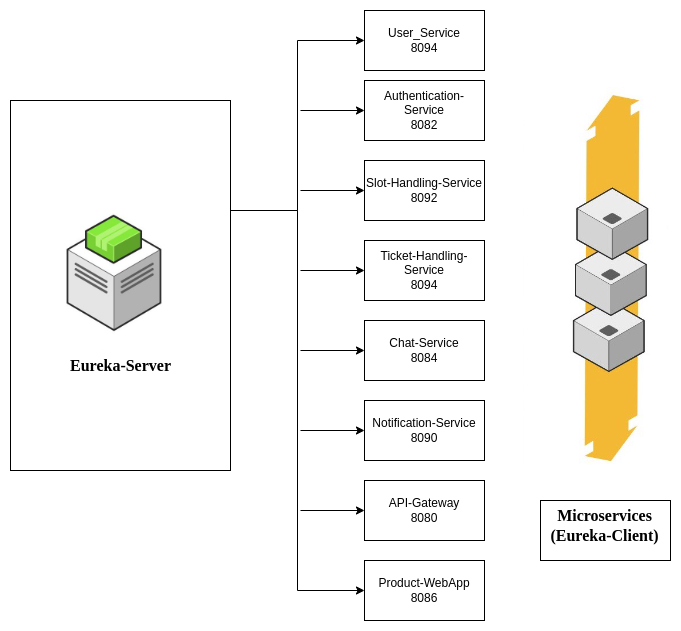 Eureka-Server
User_Service
8094
Authentication-
Service
8082
Slot-Handling-Service
8092
Ticket-Handling-
Service
8094
Chat-Service
8084
Notification-Service
8090
API-Gateway
8080
Product-WebApp
8086
Microservices
(Eureka-Client)